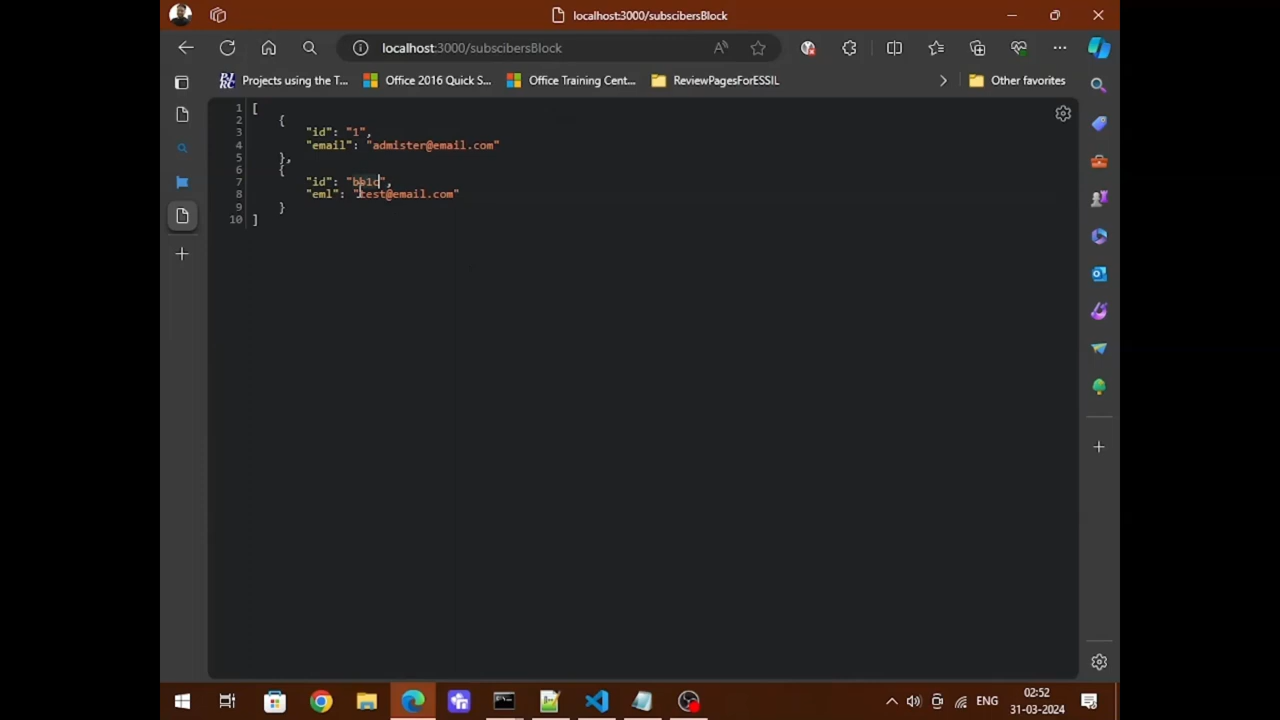 localhost:3000/subscibersBlock
localhost:3000/subscibersBlock
Projects using the T... Office 2016 Quick S... Office Training Cent... ReviewPagesForESSIL Other favorites
1 [
2 {
3 "id": "1",
4 "email": "admister@email.com"
5 },
6 {
7 "id": "bb1c",
8 "eml": "test@email.com"
9 }
10 ]
ENG 02:52
31-03-2024